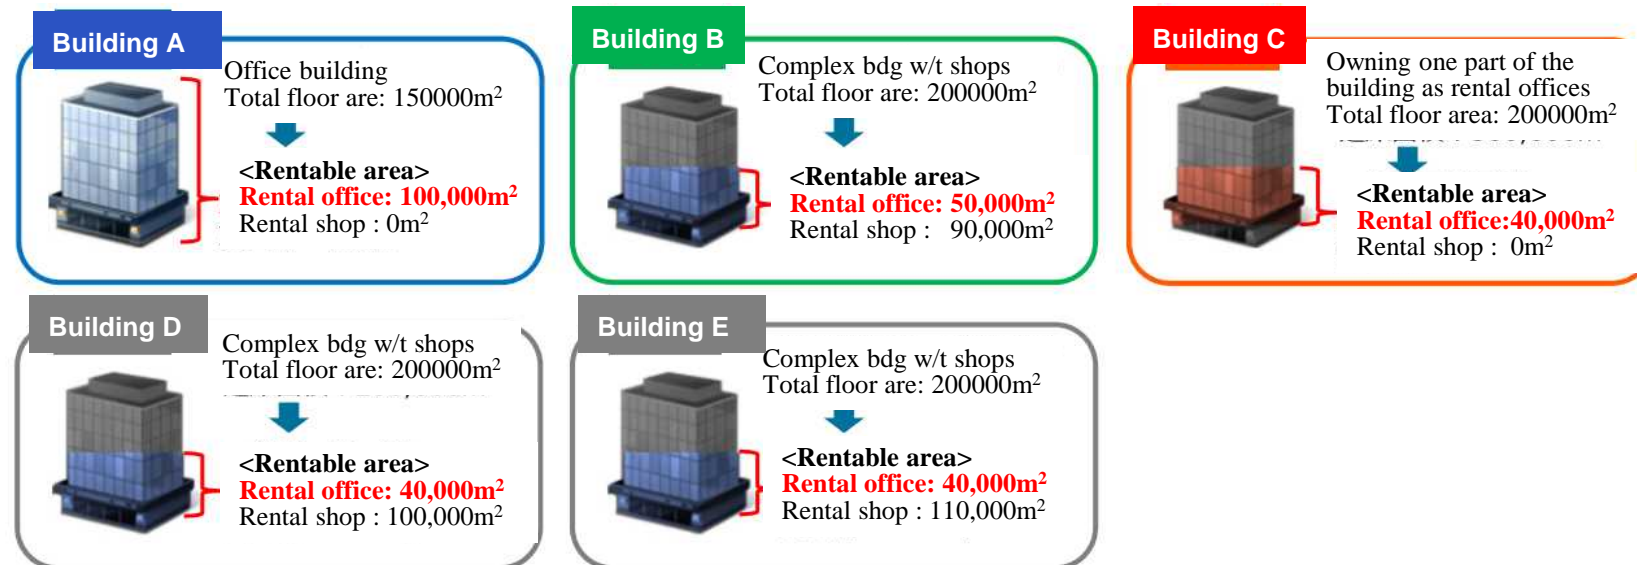 Building A
Office building
Total floor are: 150000m²
<Rentable area>
Rental office: 100,000m²
Rental shop : 0m²
Building B
Complex bdg w/t shops
Total floor are: 200000m²
<Rentable area>
Rental office: 50,000m²
Rental shop : 90,000m²
Building C
Owning one part of the
building as rental offices
Total floor area: 200000m²
<Rentable area>
Rental office:40,000m²
Rental shop : 0m²
Building D
Complex bdg w/t shops
Total floor are: 200000m²
<Rentable area>
Rental office: 40,000m²
Rental shop : 100,000m²
Building E
Complex bdg w/t shops
Total floor are: 200000m²
<Rentable area>
Rental office: 40,000m²
Rental shop : 110,000m²